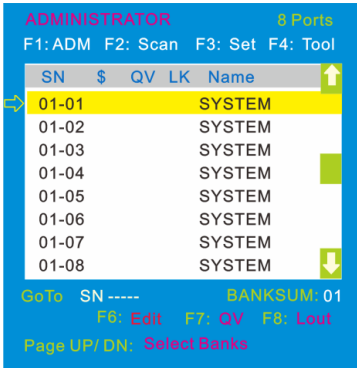 ADMINISTRATOR 8 Ports
F1: ADM F2: Scan F3: Set F4: Tool
SN $ QV LK Name
01-01 SYSTEM
01-02 SYSTEM
01-03 SYSTEM
01-04 SYSTEM
01-05 SYSTEM
01-06 SYSTEM
01-07 SYSTEM
01-08 SYSTEM
GoTo SN ----- BANKSUM: 01
F6: Edit F7: QV F8: Lout
Page UP/ DN: Select Banks